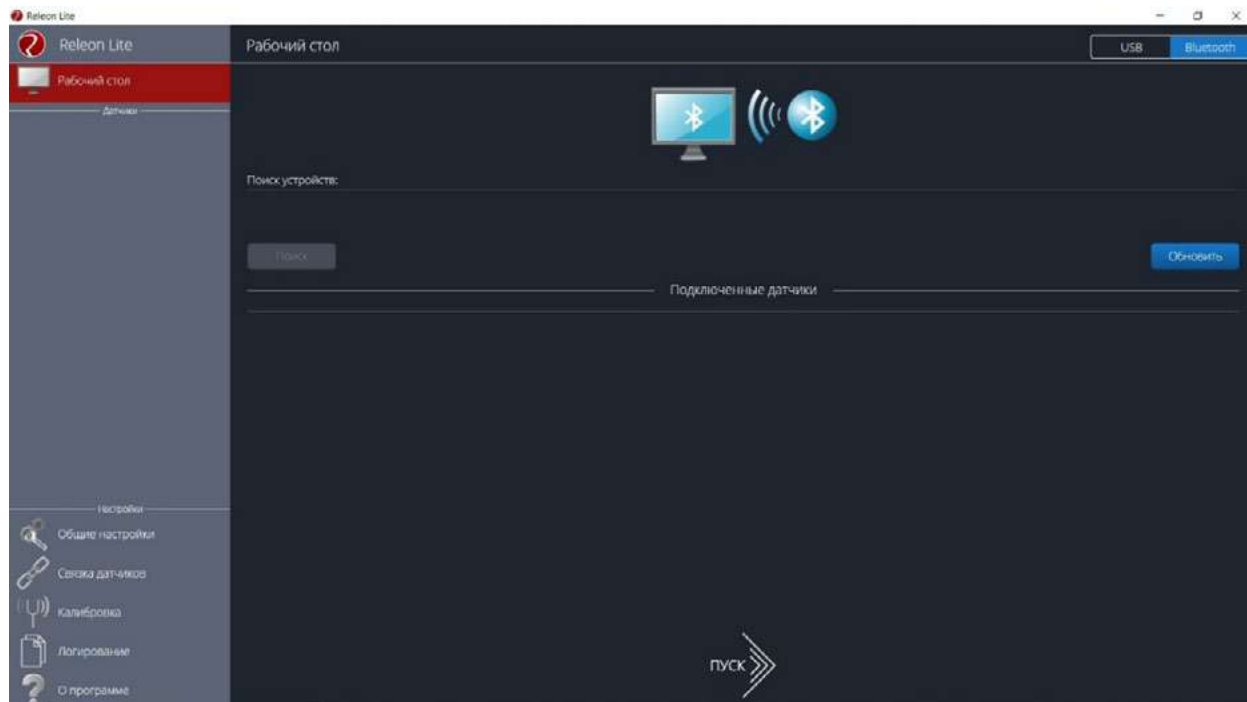 Releon Lite
Releon Lite
Рабочий стол
USB
Bluetooth
Рабочий стол
Датчики
Поиск устройств:
Поиск
Обновить
Подключенные датчики
Настройки
Общие настройки
Связка датчиков
Калибровка
Логирование
О программе
ПУСК